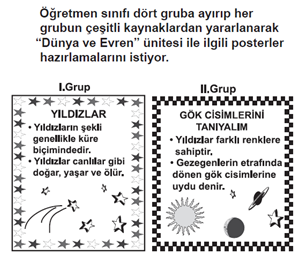 Öğretmen sınıfı dört gruba ayırıp her
grubun çeşitli kaynaklardan yararlanarak
“Dünya ve Evren” ünitesi ile ilgili posterler
hazırlamalarını istiyor.
I.Grup
YILDIZLAR
• Yıldızların şekli
genellikle küre
biçimindedir.
• Yıldızlar canlılar gibi
doğar, yaşar ve ölür.
II.Grup
GÖK CİSİMLERİNİ
TANIYALIM
• Yıldızlar farklı renklere
sahiptir.
• Gezegenlerin etrafında
dönen gök cisimlerine
uydu denir.